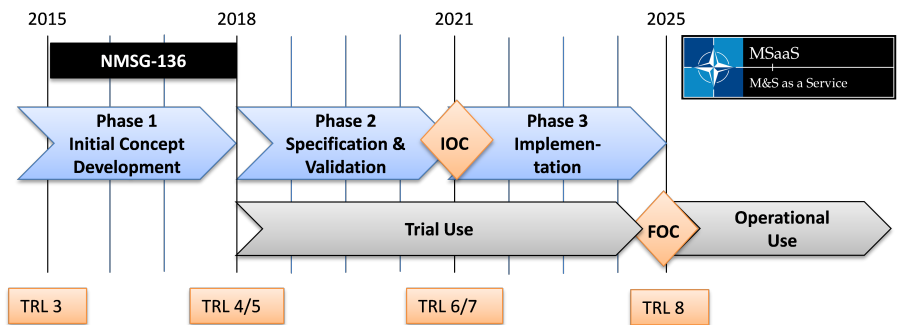 2015
2018
2021
2025
NMSG-136
MSaaS
M&S as a Service
Phase 1
Initial Concept
Development
Phase 2
Specification &
Validation
IOC
Phase 3
Implemen-
tation
Trial Use
FOC
Operational
Use
TRL 3
TRL 4/5
TRL 6/7
TRL 8